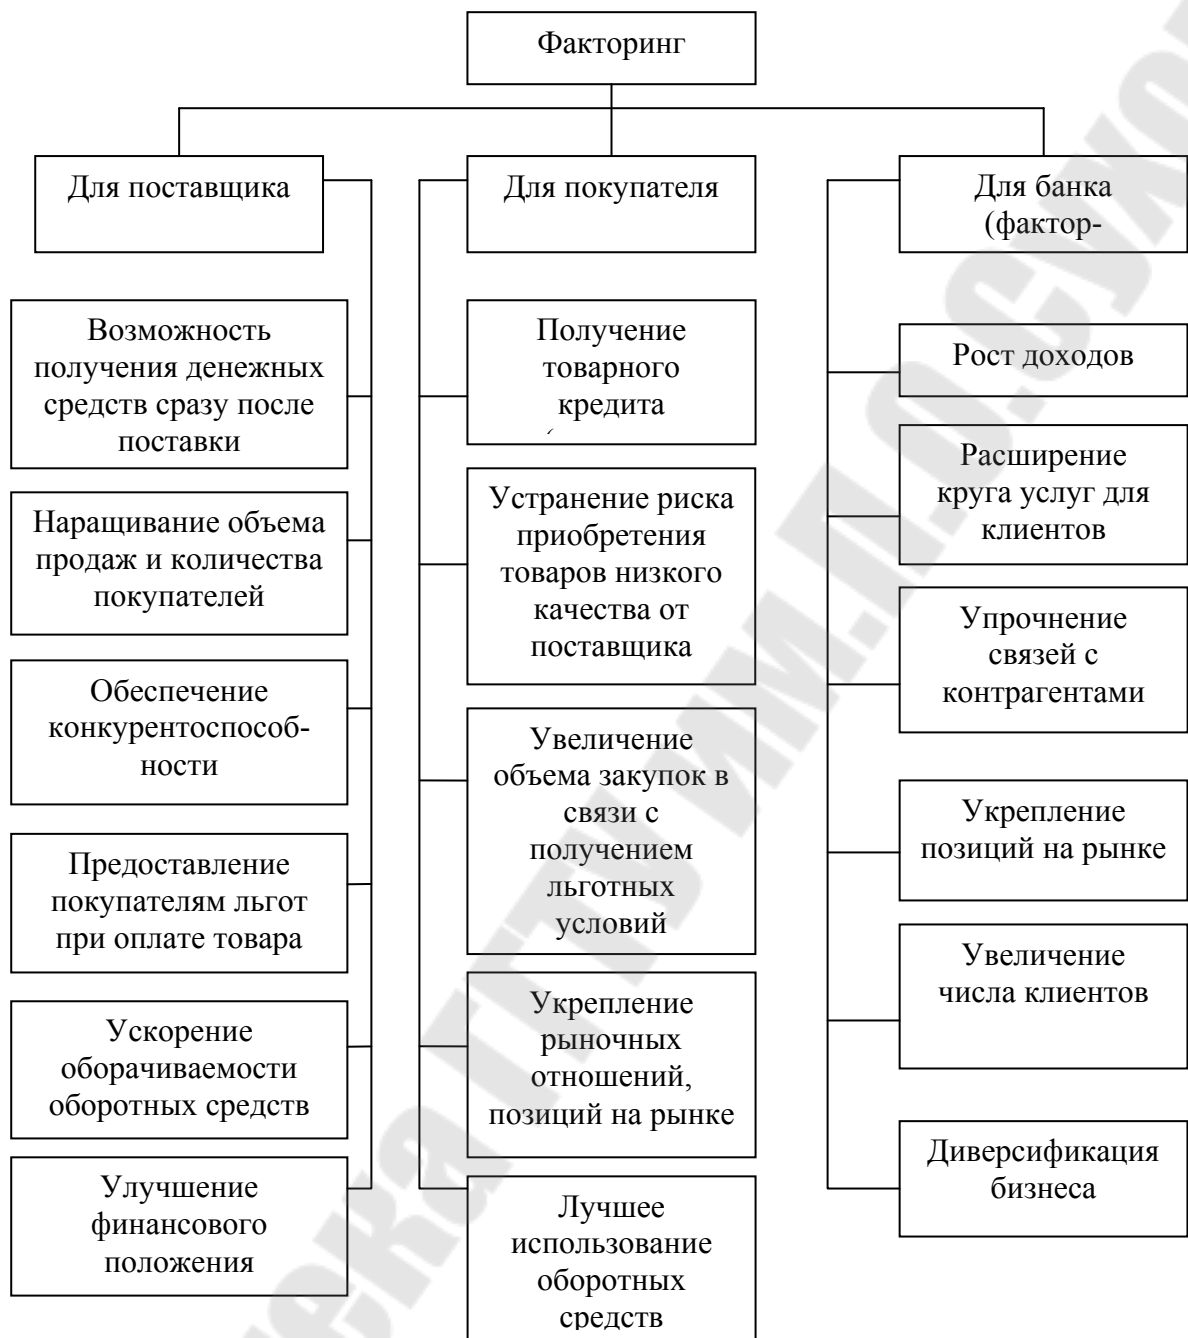 Факторинг
Для поставщика
Возможность
получения денежных
средств сразу после
поставки
Наращивание объема
продаж и количества
покупателей
Обеспечение
конкурентоспособ-
ности
Предоставление
покупателям льгот
при оплате товара
Ускорение
оборачиваемости
оборотных средств
Улучшение
финансового
положения
Для покупателя
Получение
товарного
кредита
Устранение риска
приобретения
товаров низкого
качества от
поставщика
Увеличение
объема закупок в
связи с
получением
льготных
условий
Укрепление
рыночных
отношений,
позиций на рынке
Лучшее
использование
оборотных
средств
Для банка
(фактор-
Рост доходов
Расширение
круга услуг для
клиентов
Упрочнение
связей с
контрагентами
Укрепление
позиций на рынке
Увеличение
числа клиентов
Диверсификация
бизнеса
ГГТУ им.П.О.